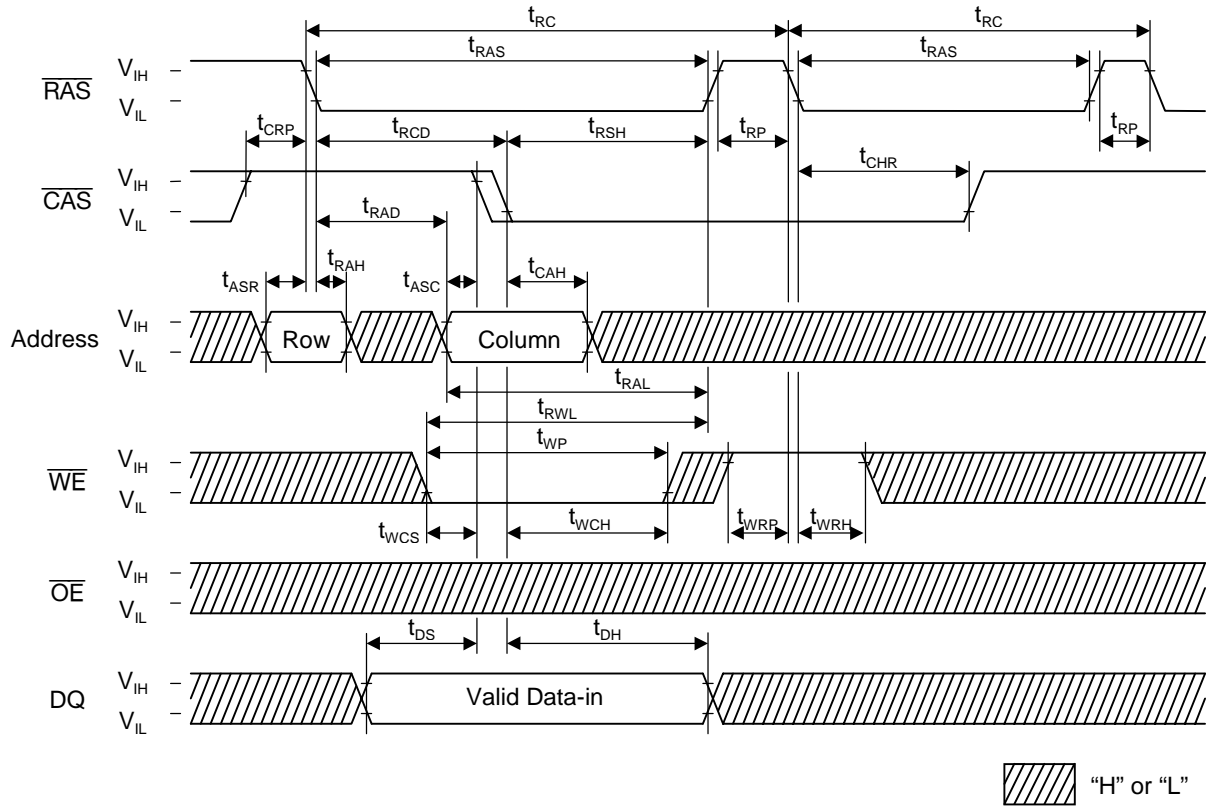 tRC tRC
tRAS tRAS
RAS VIH
VIL
tCRP tRCD tRSH tRP tCHR tRP
CAS VIH
VIL
tRAD
tASR tRAH tASC tCAH
Address VIH
VIL
Row Column
tRAL
tRWL
tWP
WE VIH
VIL
tWCS tWCH tWRP tWRH
OE VIH
VIL
tDS tDH
DQ VIH
VIL
Valid Data-in
“H” or “L”